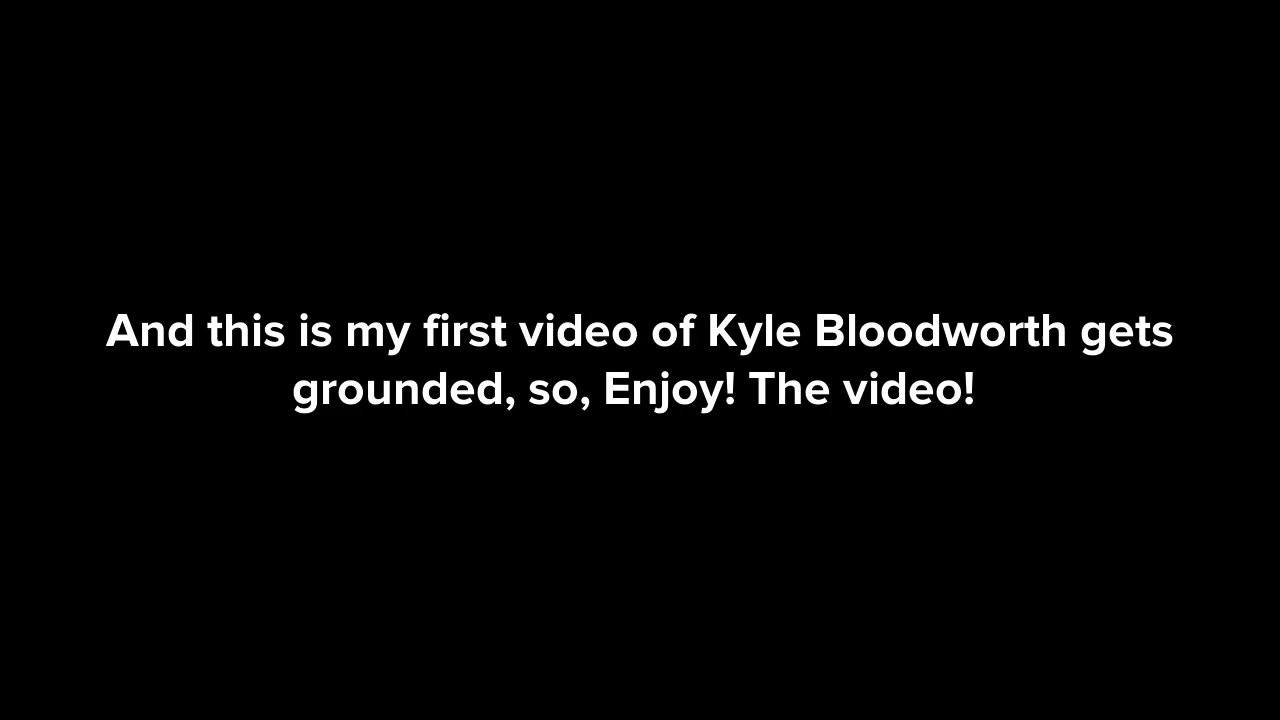 And this is my first video of Kyle Bloodworth gets
grounded, so, Enjoy! The video!